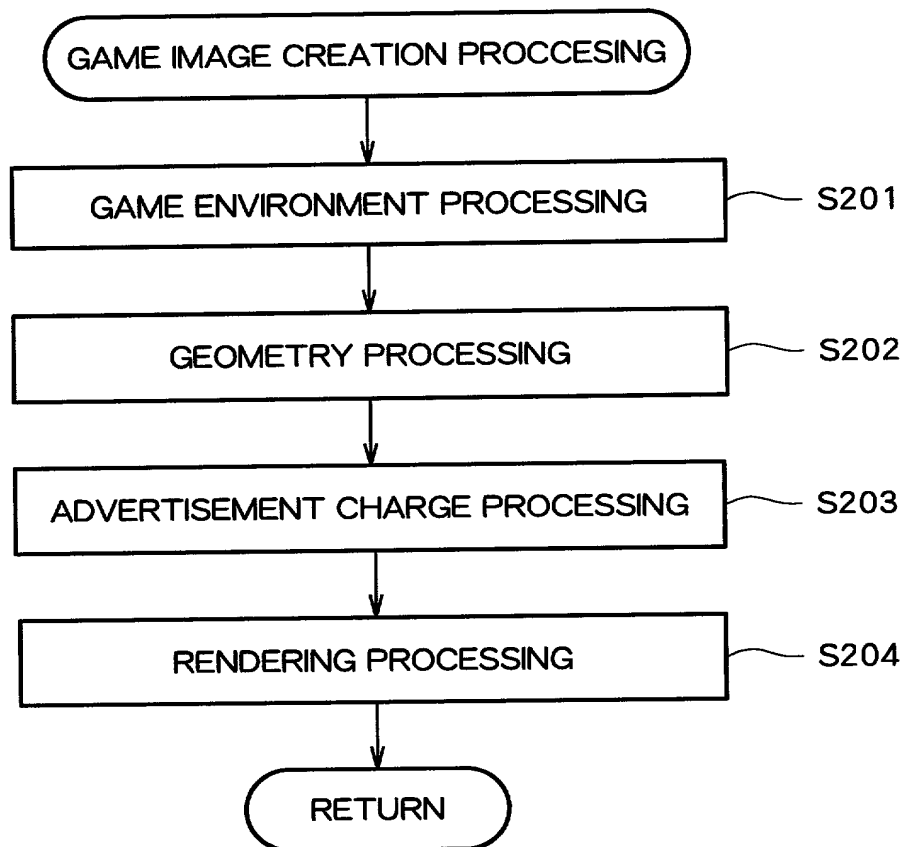 GAME IMAGE CREATION PROCCESING
GAME ENVIRONMENT PROCESSING
S201
GEOMETRY PROCESSING
S202
ADVERTISEMENT CHARGE PROCESSING
S203
RENDERING PROCESSING
S204
RETURN